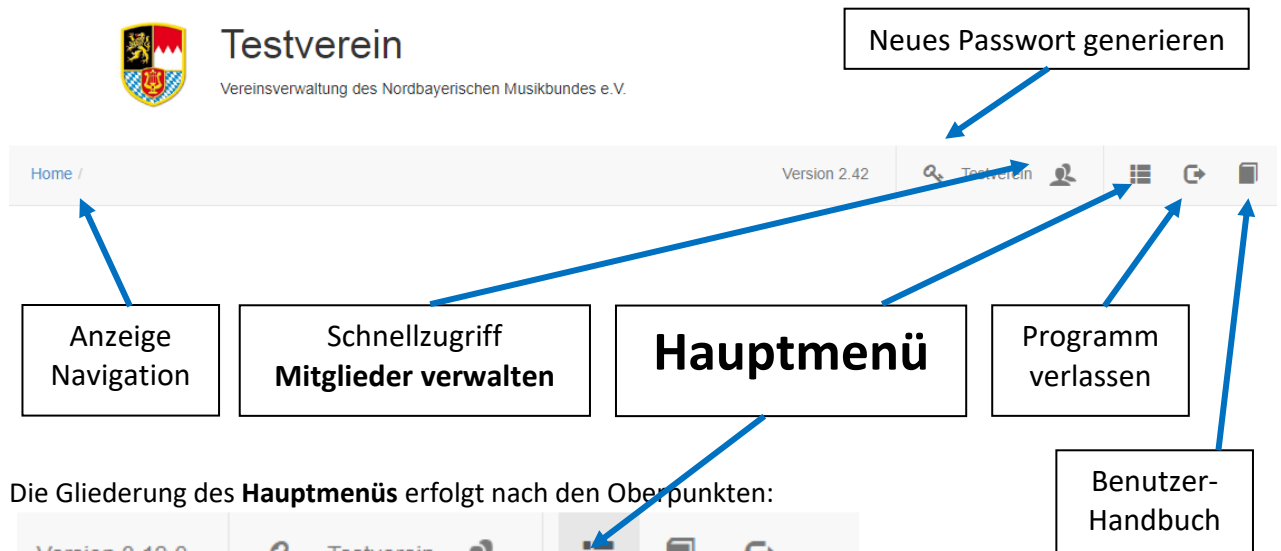 Testverein
Vereinsverwaltung des Nordbayerischen Musikbundes e.V.
Neues Passwort generieren
Home /
Version 2.42
Testverein
Anzeige
Navigation
Schnellzugriff
Mitglieder verwalten
Hauptmenü
Programm
verlassen
Benutzer-
Handbuch
Die Gliederung des Hauptmenüs erfolgt nach den Oberpunkten:
Testverein